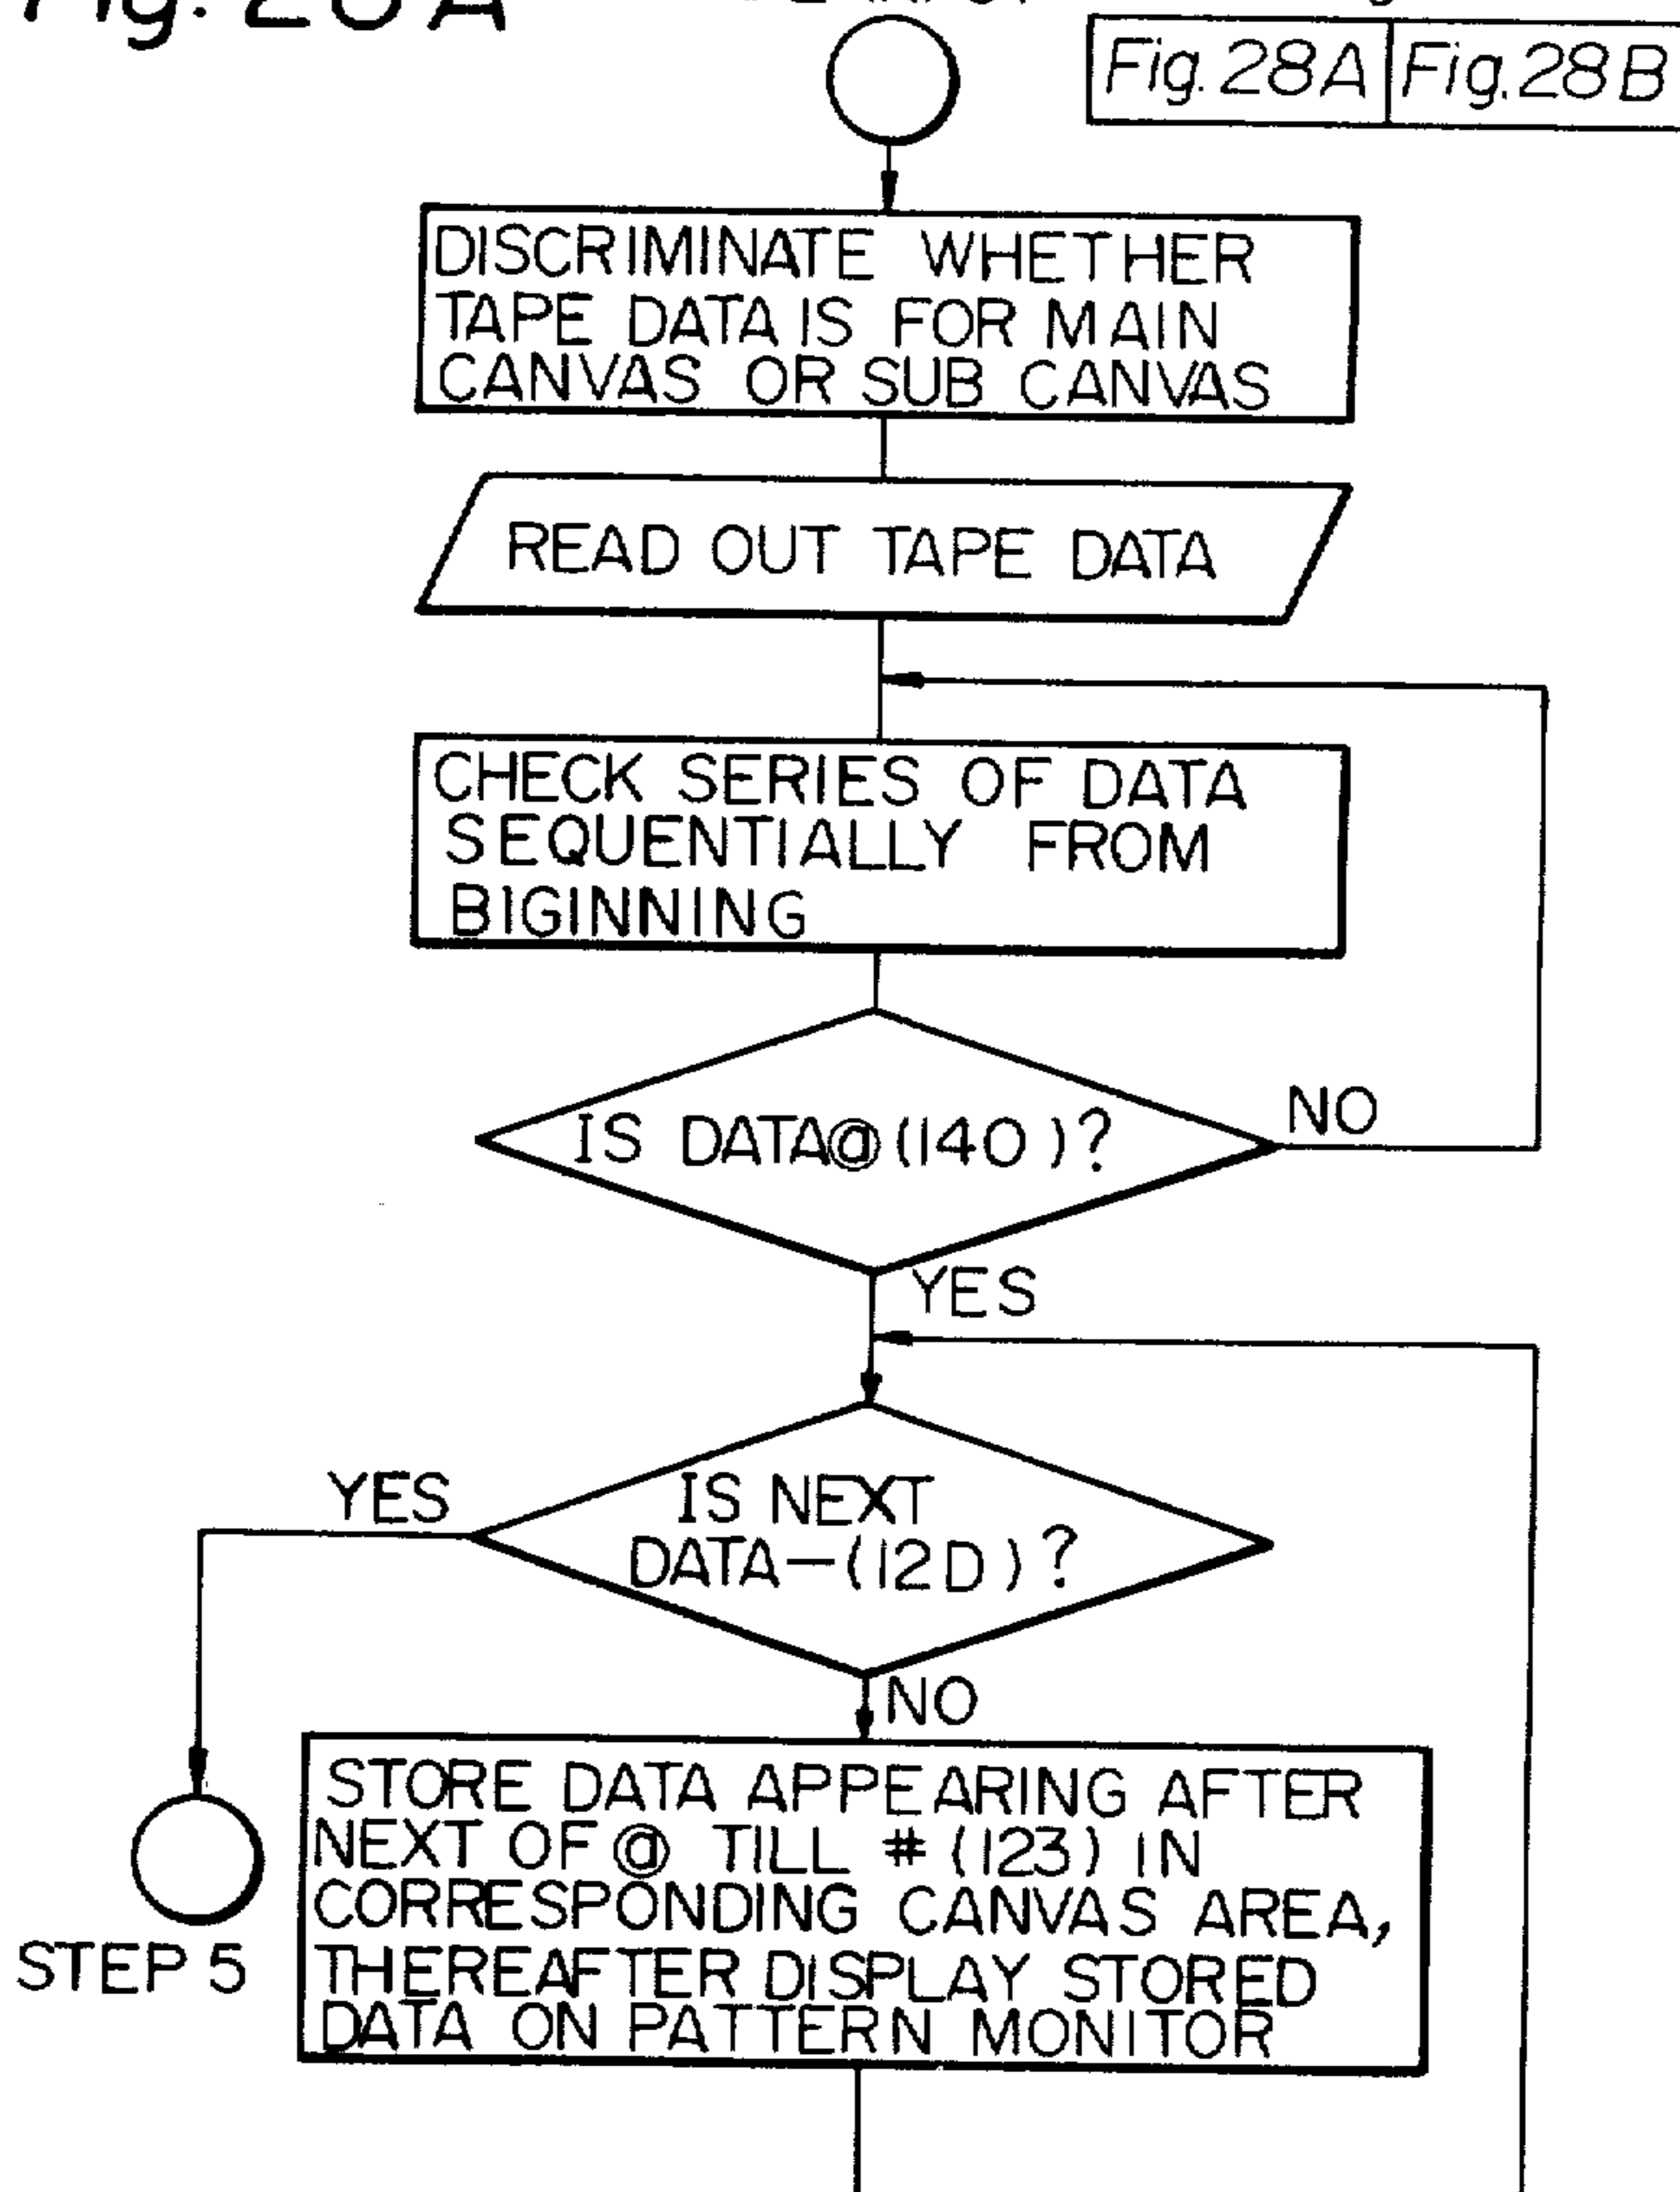 Fig. 28A
Fig. 28A Fig. 28B
DISCRIMINATE WHETHER
TAPE DATA IS FOR MAIN
CANVAS OR SUB CANVAS
READ OUT TAPE DATA
CHECK SERIES OF DATA
SEQUENTIALLY FROM
BIGINNING
IS DATA@(140)?
NO
YES
IS NEXT
DATA-(12D)?
YES
NO
STORE DATA APPEARING AFTER
NEXT OF @ TILL #(123) IN
CORRESPONDING CANVAS AREA,
THEREAFTER DISPLAY STORED
DATA ON PATTERN MONITOR
STEP 5